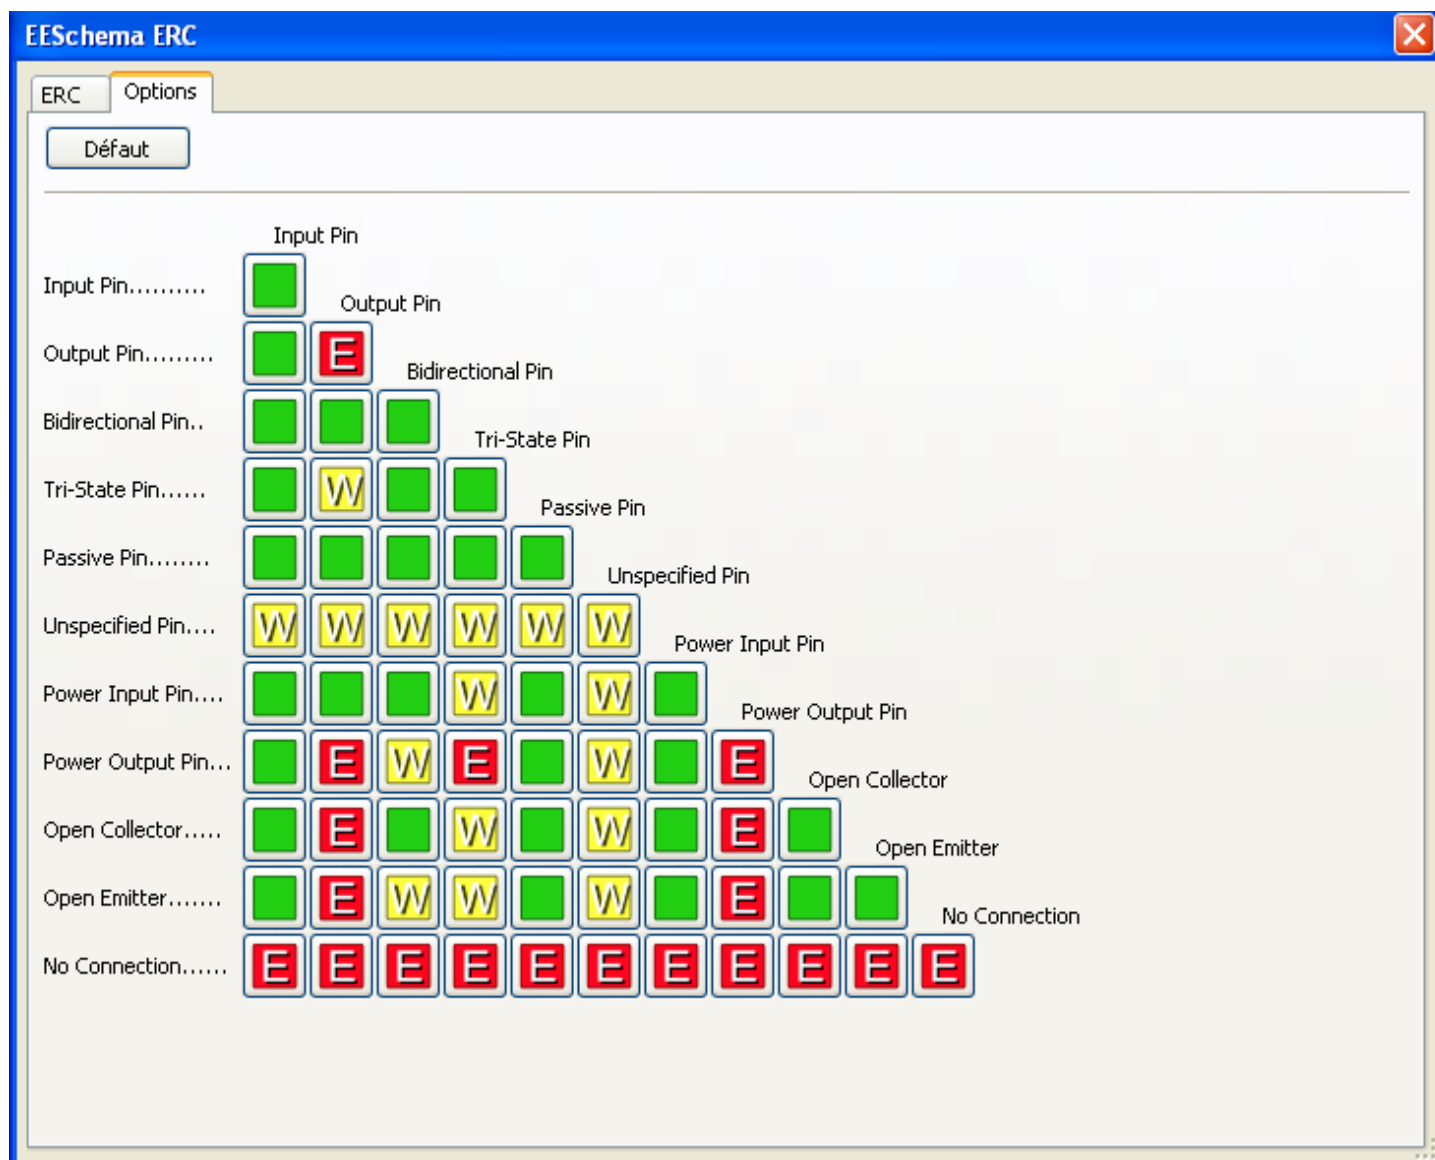 EESchema ERC
ERC Options
Défaut
Input Pin
Input Pin..........
Output Pin
Output Pin.........
E
Bidirectional Pin
Bidirectional Pin..
Tri-State Pin
Tri-State Pin......
W
Passive Pin
Passive Pin........
Unspecified Pin
Unspecified Pin....
W W W W W W
Power Input Pin
Power Input Pin....
W W
Power Output Pin
Power Output Pin...
E W E W E
Open Collector
Open Collector.....
E W W E
Open Emitter
Open Emitter.......
E W W W E
No Connection
No Connection......
E E E E E E E E E E E